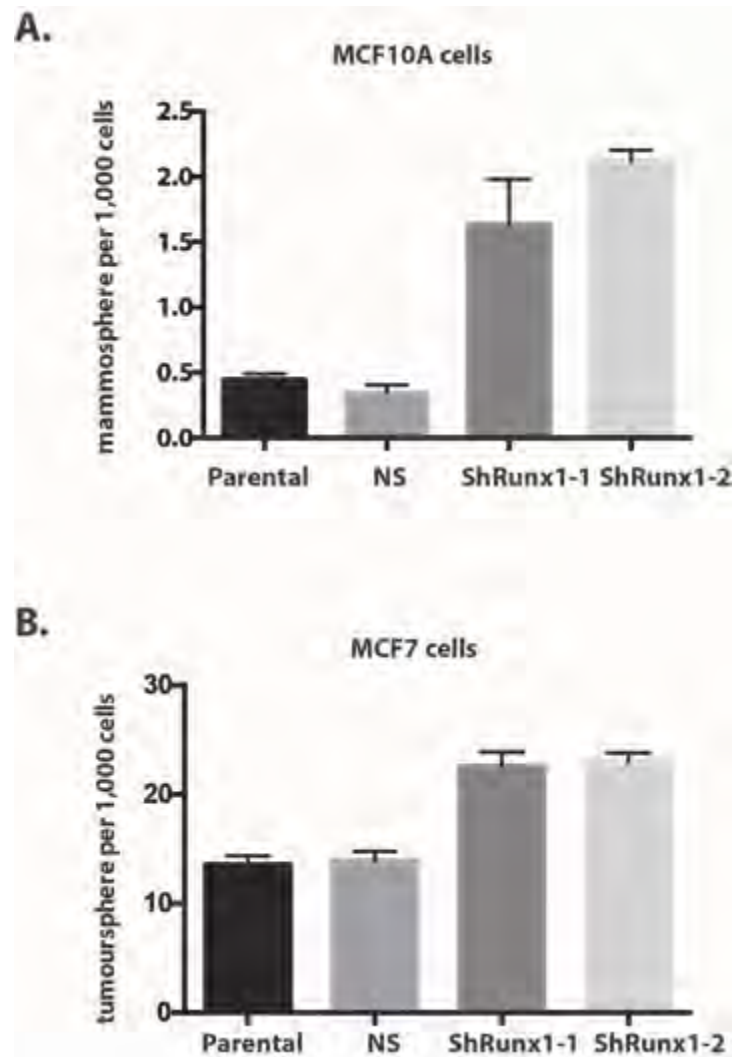 A.
MCF10A cells
mammosphere per 1,000 cells
2.5
2.0
1.5
1.0
0.5
0.0
Parental NS ShRunx1-1 ShRunx1-2
B.
MCF7 cells
tumoursphere per 1,000 cells
30
20
10
0
Parental NS ShRunx1-1 ShRunx1-2